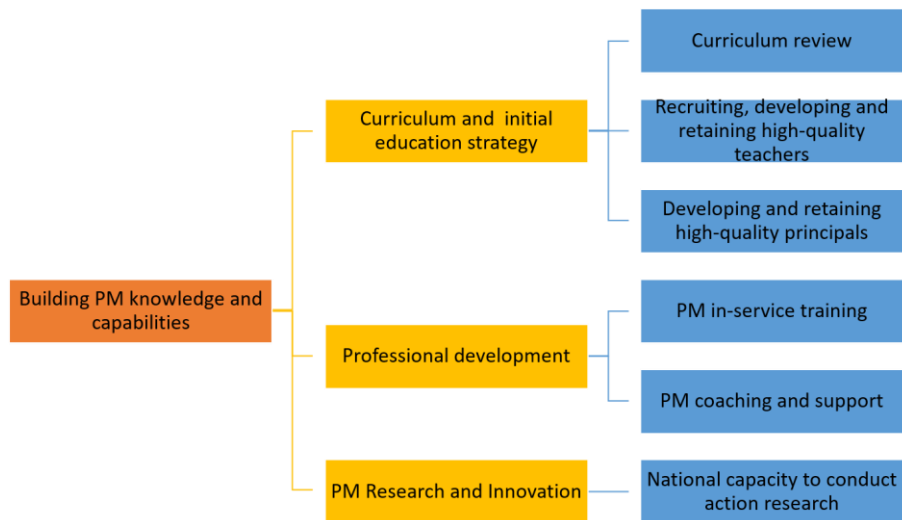 Building PM knowledge and
capabilities
Curriculum and initial
education strategy
Curriculum review
Recruiting, developing and
retaining high-quality
teachers
Developing and retaining
high-quality principals
Professional development
PM in-service training
PM coaching and support
PM Research and Innovation
National capacity to conduct
action research